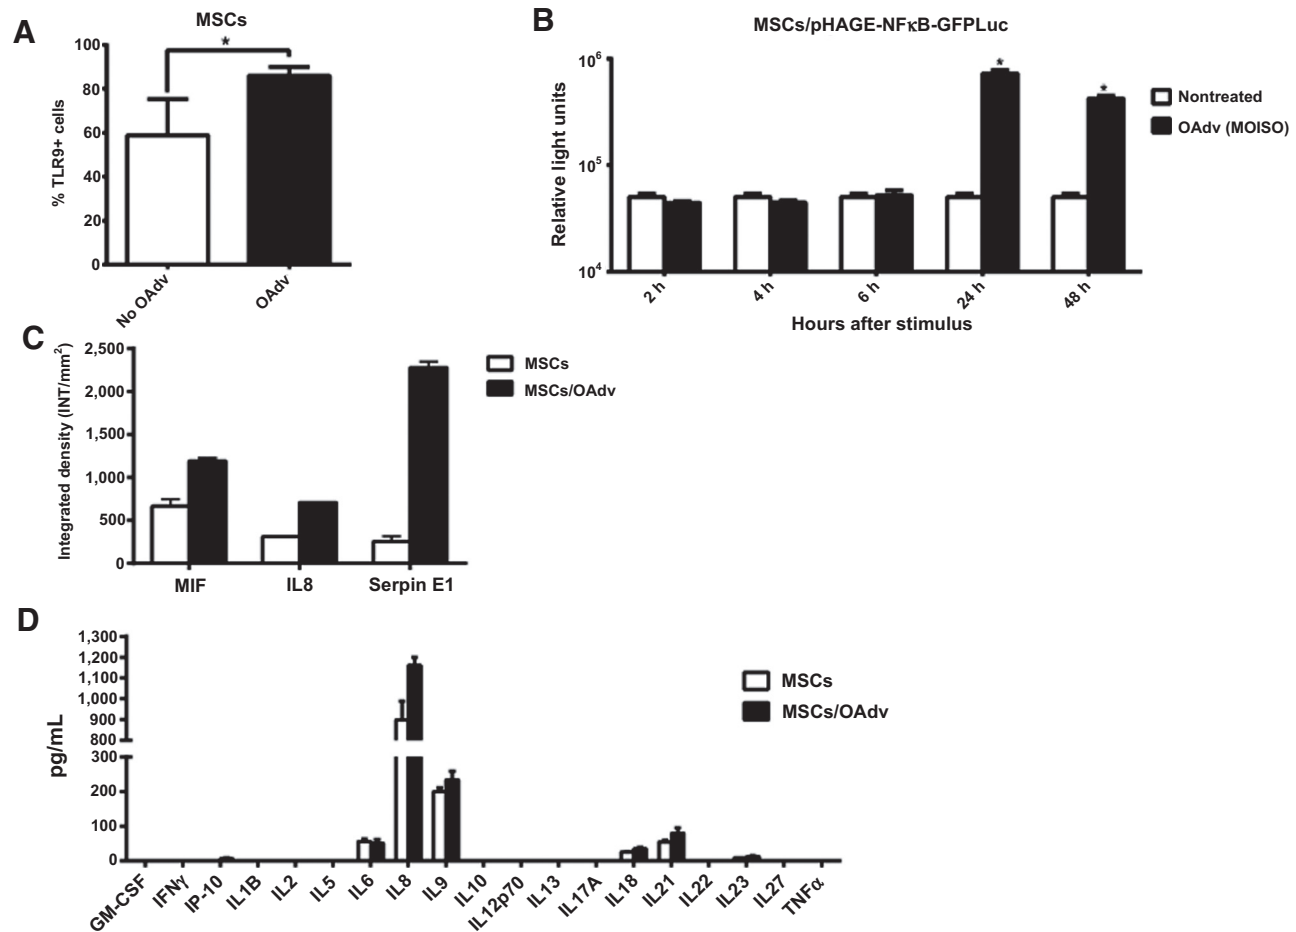 A
MSCs
*
% TLR9+ cells
100
80
60
40
20
0
No OAdv
OAdv
B
MSCs/pHAGE-NFκB-GFPLuc
Relative light units
10⁶
10⁵
10⁴
*
*
2 h
4 h
6 h
24 h
48 h
Hours after stimulus
Nontreated
OAdv (MOISO)
C
Integrated density (INT/mm²)
2,500
2,000
1,500
1,000
500
0
MIF
IL8
Serpin E1
MSCs
MSCs/OAdv
D
pg/mL
1,300
1,200
1,100
1,000
900
800
300
200
100
0
GM-CSF
IFNγ
IP-10
IL1B
IL2
IL5
IL6
IL8
IL9
IL10
IL12p70
IL13
IL17A
IL18
IL21
IL22
IL23
IL27
TNFα
MSCs
MSCs/OAdv